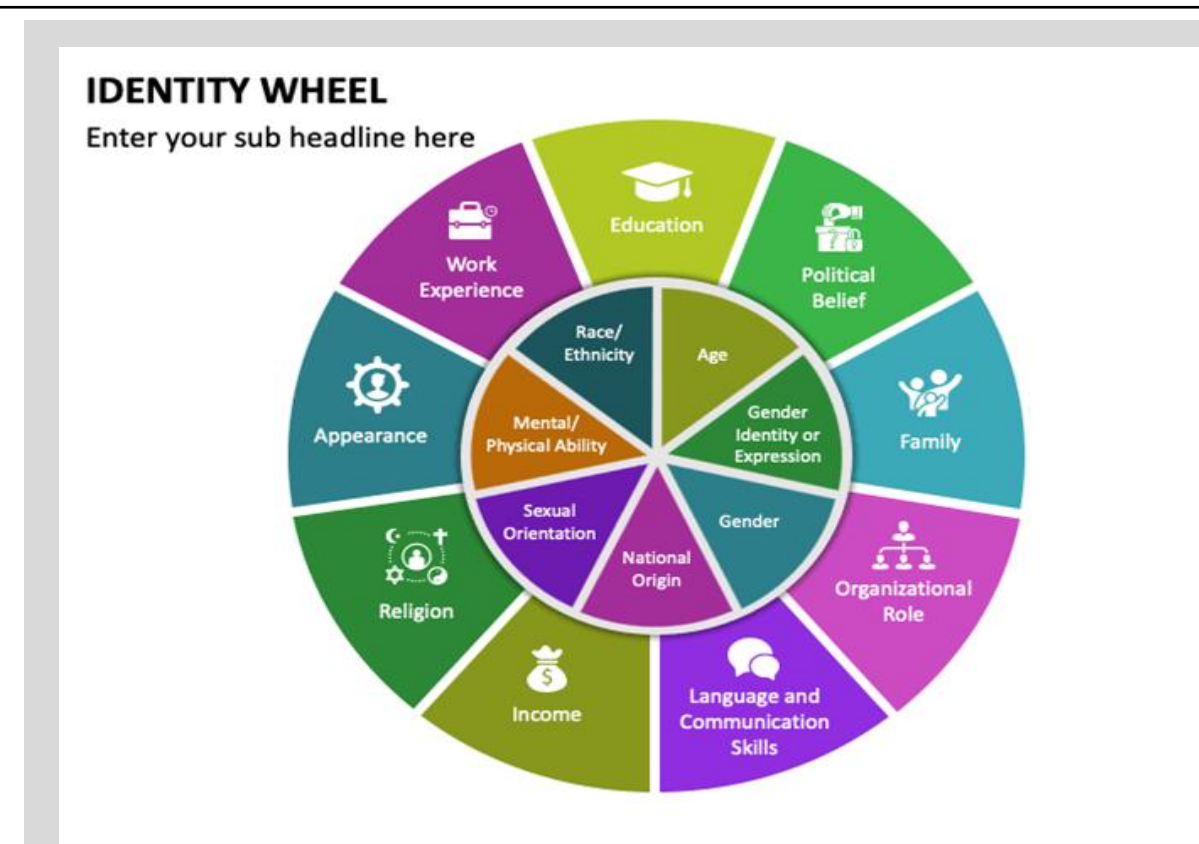 IDENTITY WHEEL
Enter your sub headline here
Education
Political
Belief
Family
Organizational
Role
Language and
Communication
Skills
Income
Religion
Appearance
Work
Experience
Age
Gender
Identity or
Expression
Gender
National
Origin
Sexual
Orientation
Mental/
Physical Ability
Race/
Ethnicity
$
?